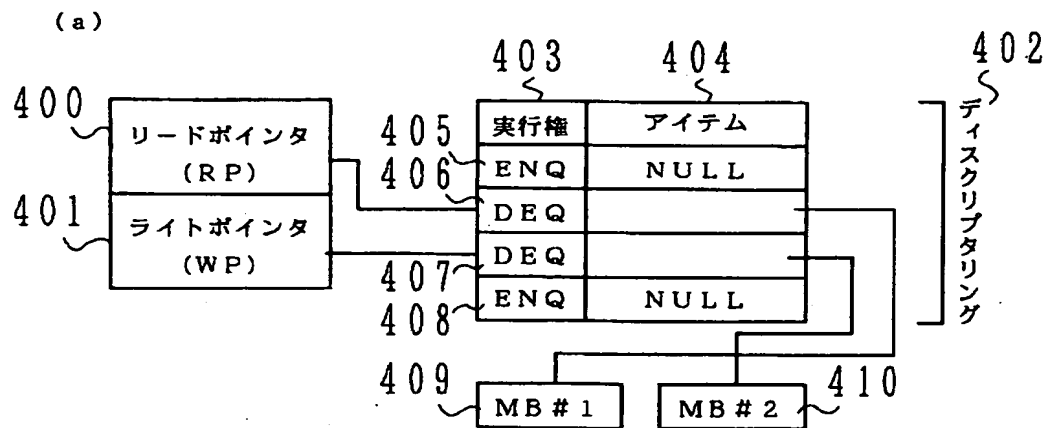 (a)
403 404 402
400
実行権 アイテム
リードポインタ
(RP)
405
ENQ NULL
406
DEQ
401
ライトポインタ
(WP)
DEQ
407
ENQ NULL
408
ディスクリプタリング
409
MB#1
MB#2
410